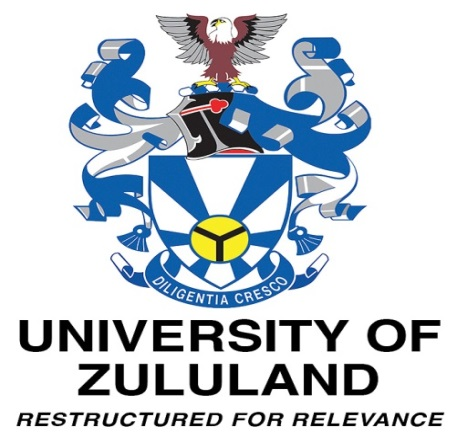 DILIGENTIA CRESCO
UNIVERSITY OF
ZULULAND
RESTRUCTURED FOR RELEVANCE